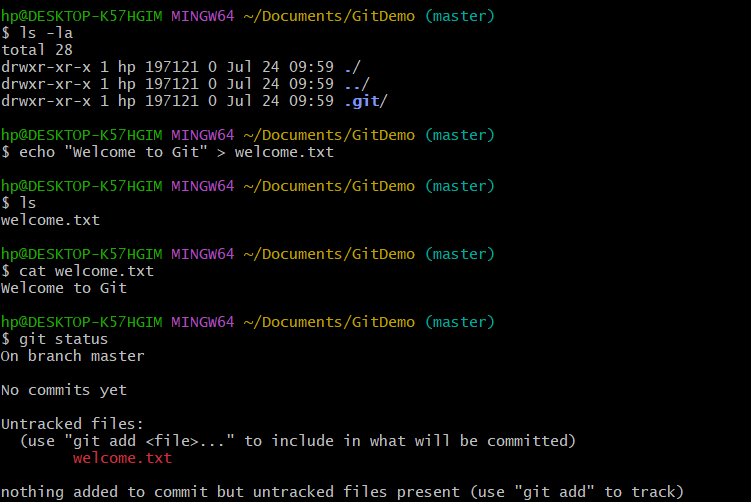 hp@DESKTOP-K57HGIM MINGW64 ~/Documents/GitDemo (master)
$ ls -la
total 28
drwxr-xr-x 1 hp 197121 0 Jul 24 09:59 ./
drwxr-xr-x 1 hp 197121 0 Jul 24 09:59 ../
drwxr-xr-x 1 hp 197121 0 Jul 24 09:59 .git/
hp@DESKTOP-K57HGIM MINGW64 ~/Documents/GitDemo (master)
$ echo "Welcome to Git" > welcome.txt
hp@DESKTOP-K57HGIM MINGW64 ~/Documents/GitDemo (master)
$ ls
welcome.txt
hp@DESKTOP-K57HGIM MINGW64 ~/Documents/GitDemo (master)
$ cat welcome.txt
Welcome to Git
hp@DESKTOP-K57HGIM MINGW64 ~/Documents/GitDemo (master)
$ git status
On branch master
No commits yet
Untracked files:
(use "git add <file>..." to include in what will be committed)
welcome.txt
nothing added to commit but untracked files present (use "git add" to track)